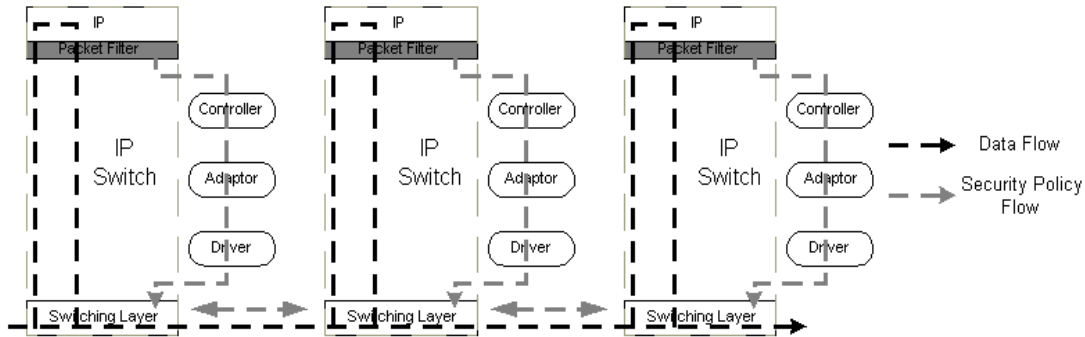 IP
Packet Filter
Controller
IP
Switch
Adaptor
Driver
Switching Layer
IP
Packet Filter
Controller
IP
Switch
Adaptor
Driver
Switching Layer
IP
Packet Filter
Controller
IP
Switch
Adaptor
Driver
Switching Layer
Data Flow
Security Policy
Flow